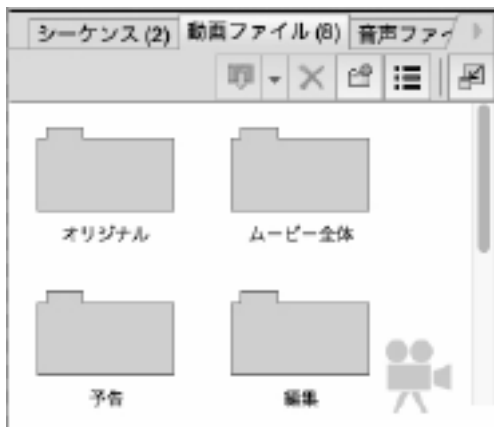 シーケンス (2) 動画ファイル (8) 音声ファイ
オリジナル ムービー全体
予告 編集